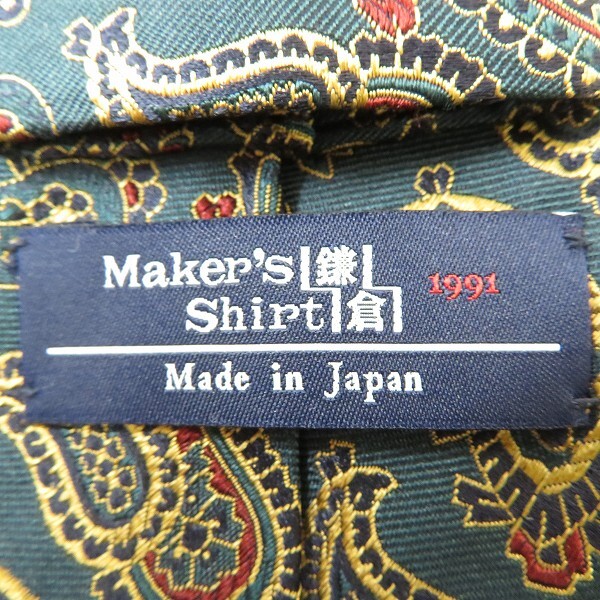 Maker's 鎌 1991
Shirt 倉
Made in Japan